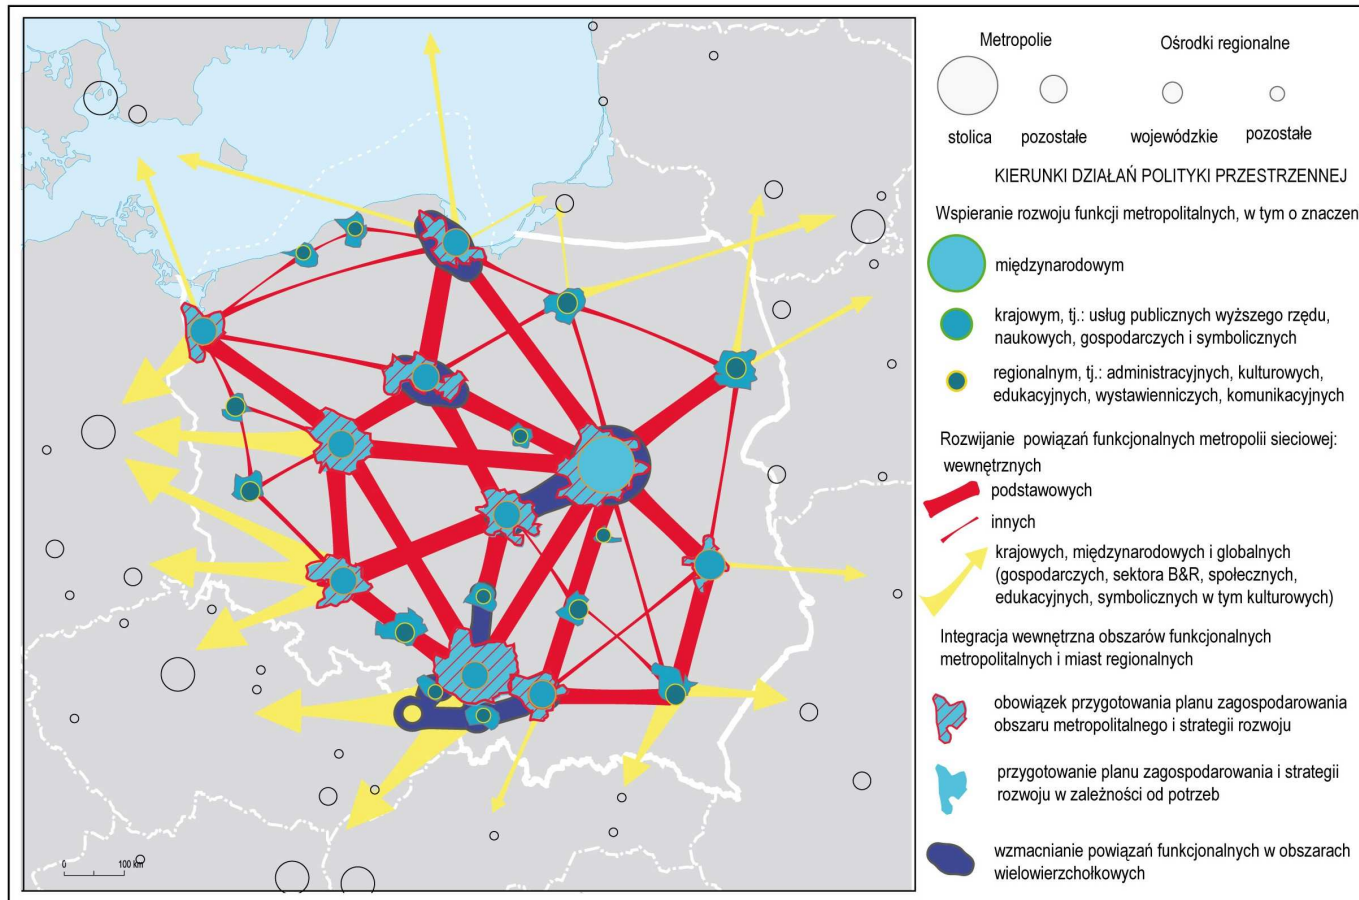 Metropolie
Ośrodki regionalne
stolica
pozostałe
wojewódzkie
pozostałe
KIERUNKI DZIAŁAŃ POLITYKI PRZESTRZENNEJ
Wspieranie rozwoju funkcji metropolitalnych, w tym o znaczen
międzynarodowym
krajowym, tj.: usług publicznych wyższego rzędu,
naukowych, gospodarczych i symbolicznych
regionalnym, tj.: administracyjnych, kulturowych,
edukacyjnych, wystawienniczych, komunikacyjnych
Rozwijanie powiązań funkcjonalnych metropolii sieciowej:
wewnętrznych
podstawowych
innych
krajowych, międzynarodowych i globalnych
(gospodarczych, sektora B&R, społecznych,
edukacyjnych, symbolicznych w tym kulturowych)
Integracja wewnętrzna obszarów funkcjonalnych
metropolitalnych i miast regionalnych
obowiązek przygotowania planu zagospodarowania
obszaru metropolitalnego i strategii rozwoju
przygotowanie planu zagospodarowania i strategii
rozwoju w zależności od potrzeb
wzmacnianie powiązań funkcjonalnych w obszarach
wielowierzchołkowych
0 100 km